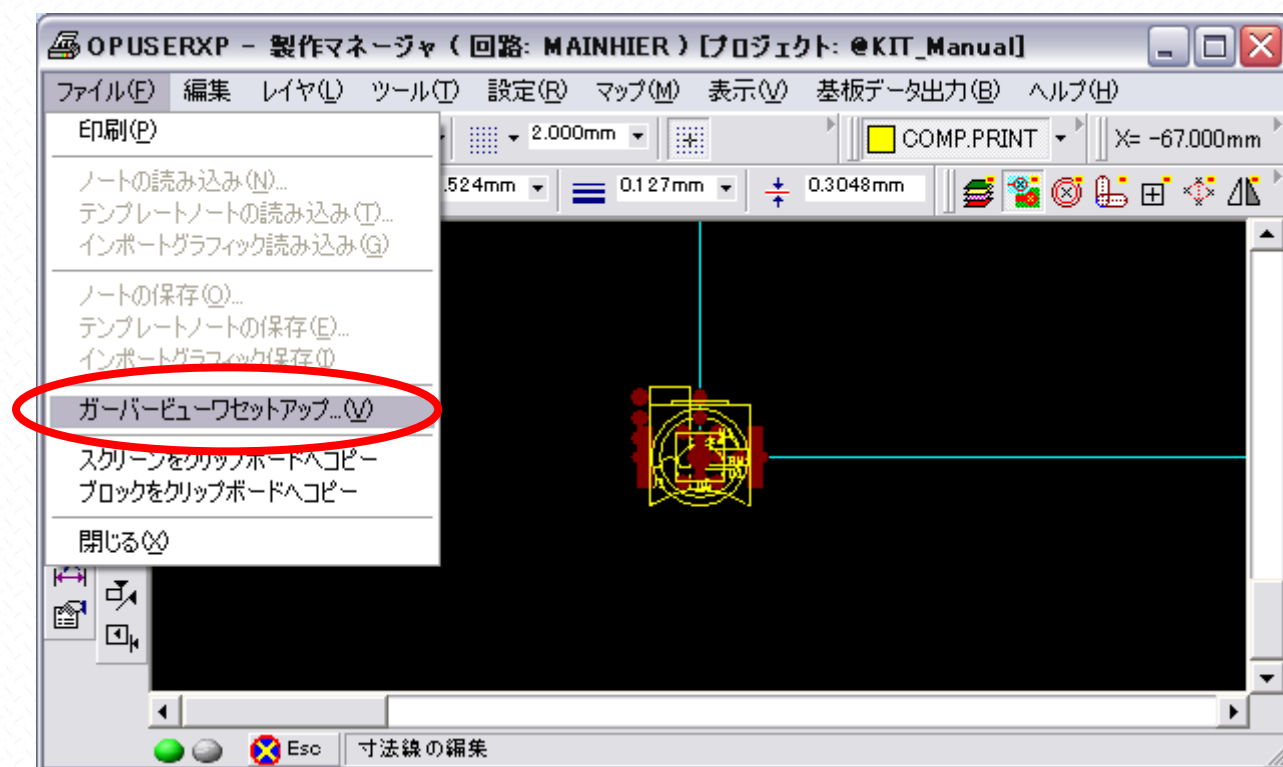 OPUSERXP - 製作マネージャ ( 回路: MAINHIER ) [プロジェクト: @KIT_Manual]
ファイル(F) 編集 レイヤ(L) ツール(T) 設定(R) マップ(M) 表示(V) 基板データ出力(B) ヘルプ(H)
2.000mm COMP.PRINT X= -67.000mm
.524mm 0.127mm 0.3048mm
印刷(P)
ノートの読み込み(N)...
テンプレートノートの読み込み(T)...
インポートグラフィック読み込み(G)
ノートの保存(O)...
テンプレートノートの保存(E)...
インポートグラフィック保存(I)
ガーバービューワセットアップ...(V)
スクリーンをクリップボードへコピー
ブロックをクリップボードへコピー
閉じる(X)
Esc 寸法線の編集